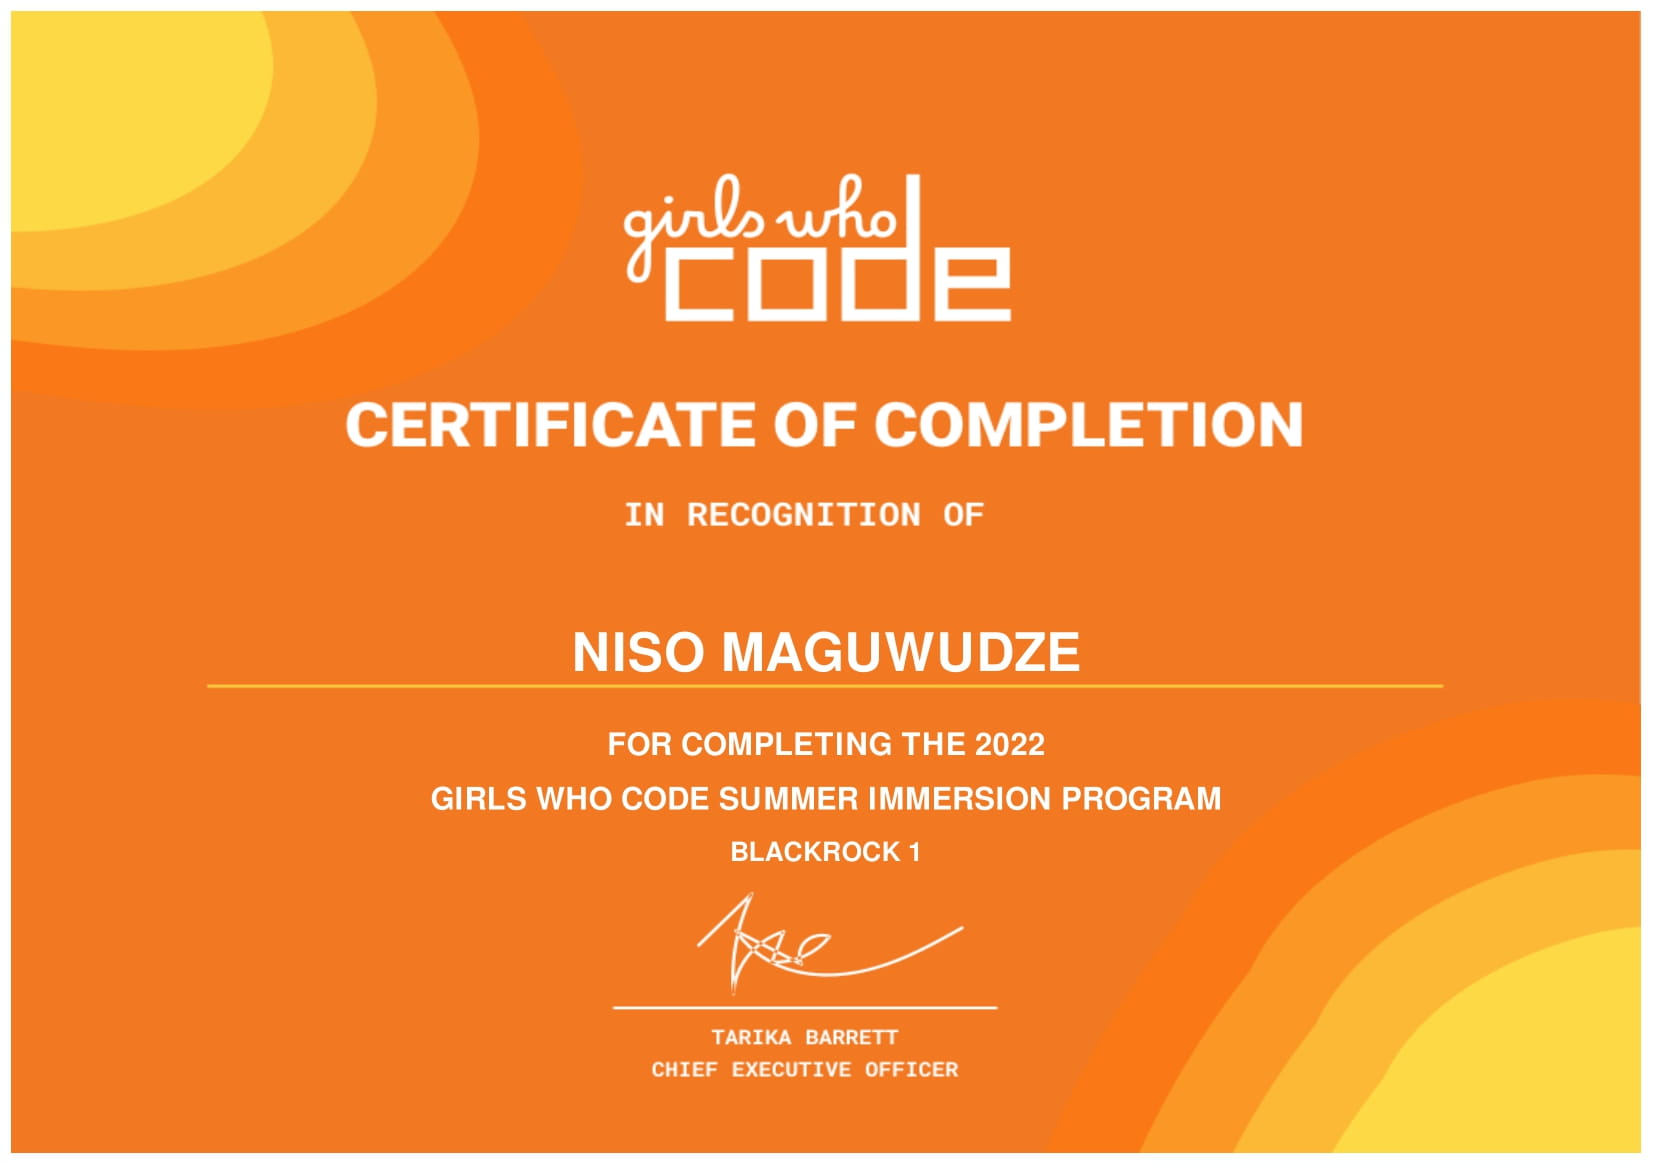 girls who
code
CERTIFICATE OF COMPLETION
IN RECOGNITION OF
NISO MAGUWUDZE
FOR COMPLETING THE 2022
GIRLS WHO CODE SUMMER IMMERSION PROGRAM
BLACKROCK 1
TARIKA BARRETT
CHIEF EXECUTIVE OFFICER